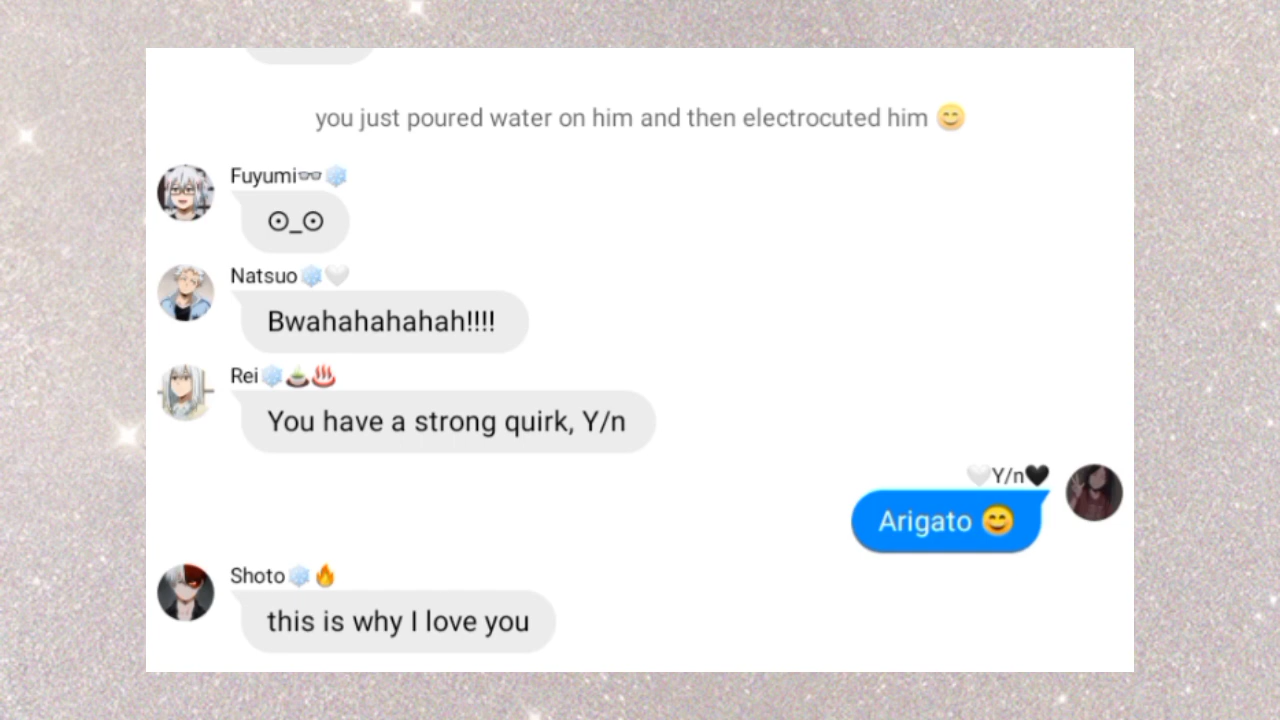 you just poured water on him and then electrocuted him 😊
Fuyumi👓❄️
⊙_⊙
Natsuo❄️🤍
Bwahahahahah!!!!
Rei❄️🍵♨️
You have a strong quirk, Y/n
🤍Y/n🖤
Arigato 😊
Shoto❄️🔥
this is why I love you